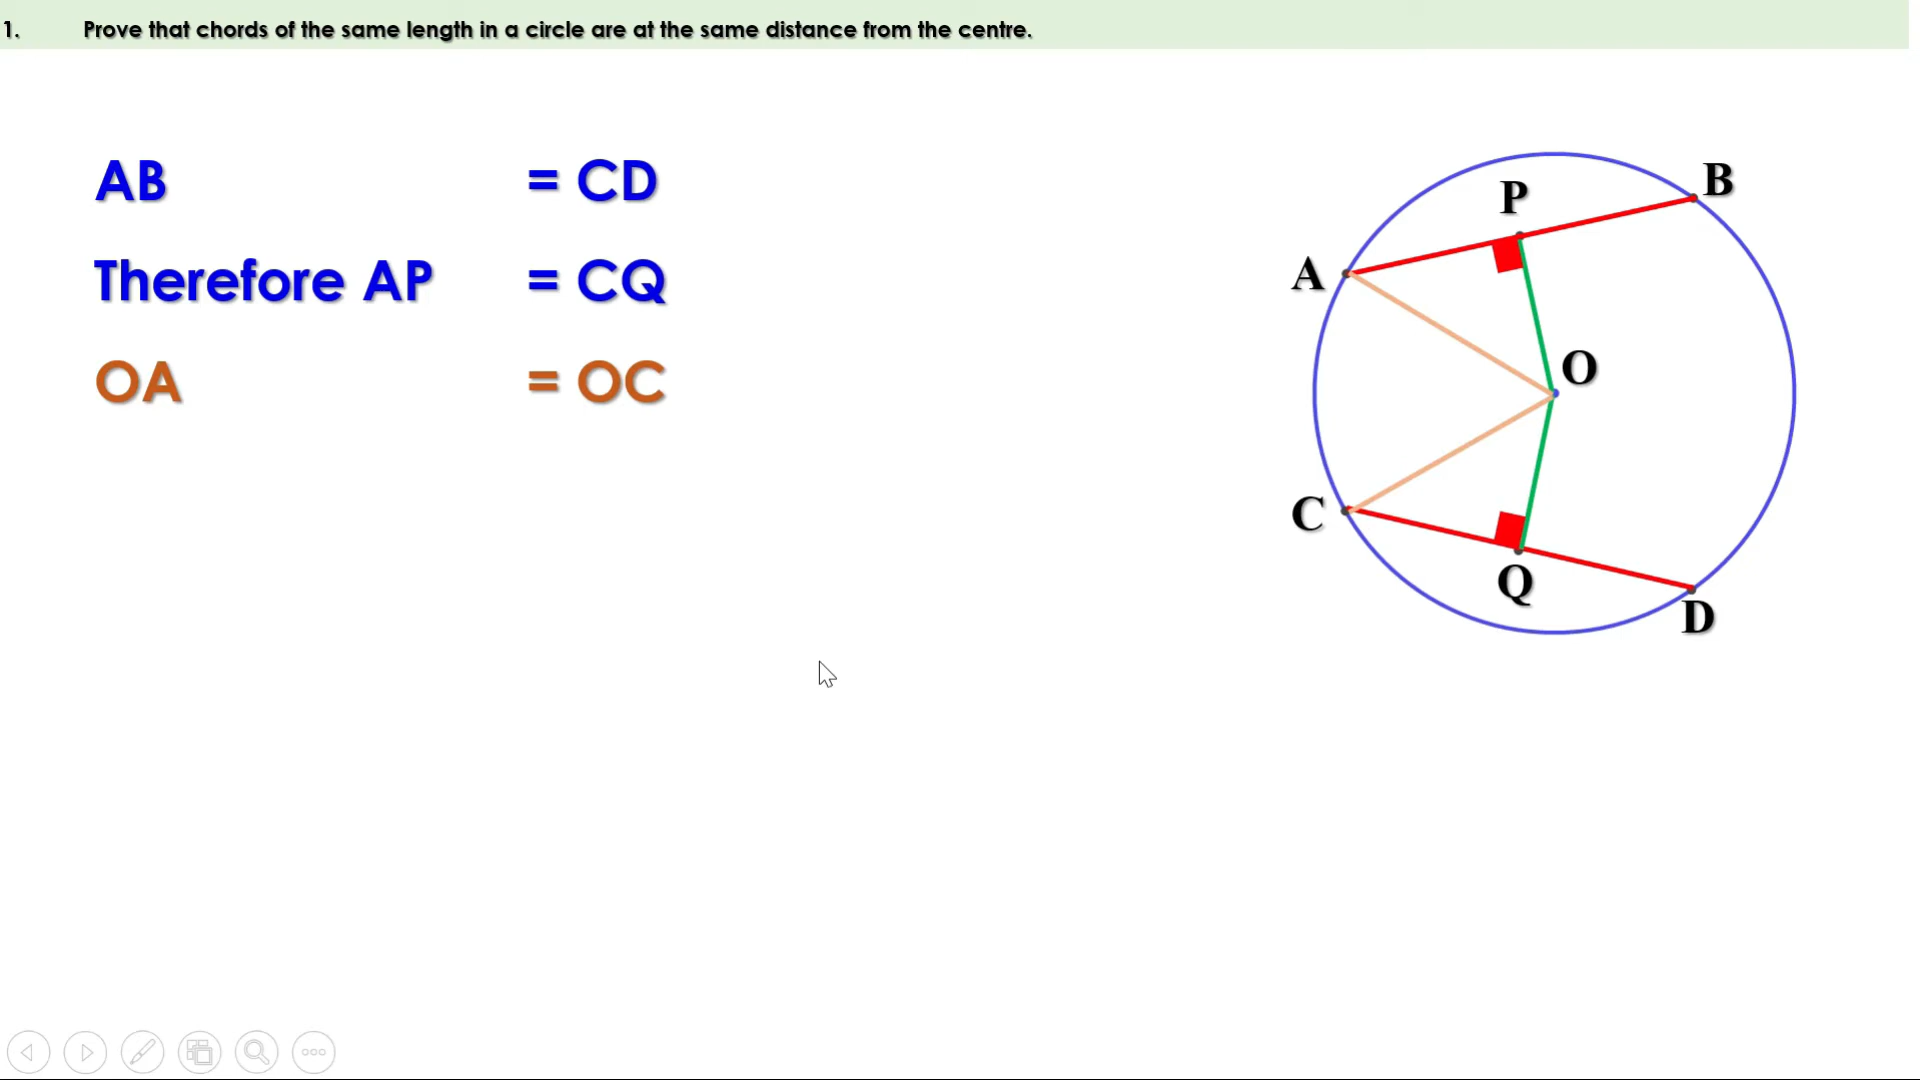 1. Prove that chords of the same length in a circle are at the same distance from the centre.
AB = CD
Therefore AP = CQ
OA = OC
P
B
A
O
C
Q
D